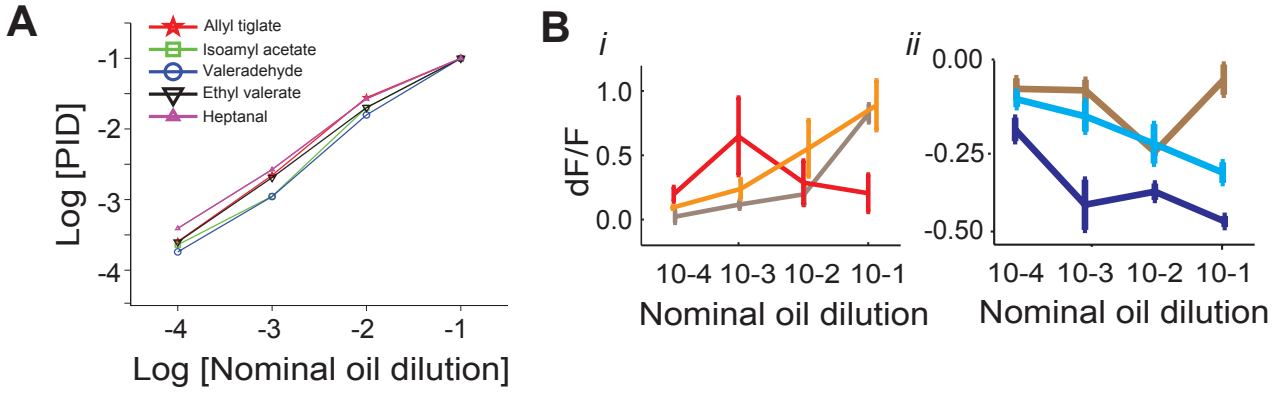 A
Allyl tiglate
Isoamyl acetate
Valeradehyde
Ethyl valerate
Heptanal
-1
-2
-3
-4
Log [PID]
-4 -3 -2 -1
Log [Nominal oil dilution]
B
i
1.0
0.5
0.0
dF/F
10-4 10-3 10-2 10-1
Nominal oil dilution
ii
0.00
-0.25
-0.50
10-4 10-3 10-2 10-1
Nominal oil dilution